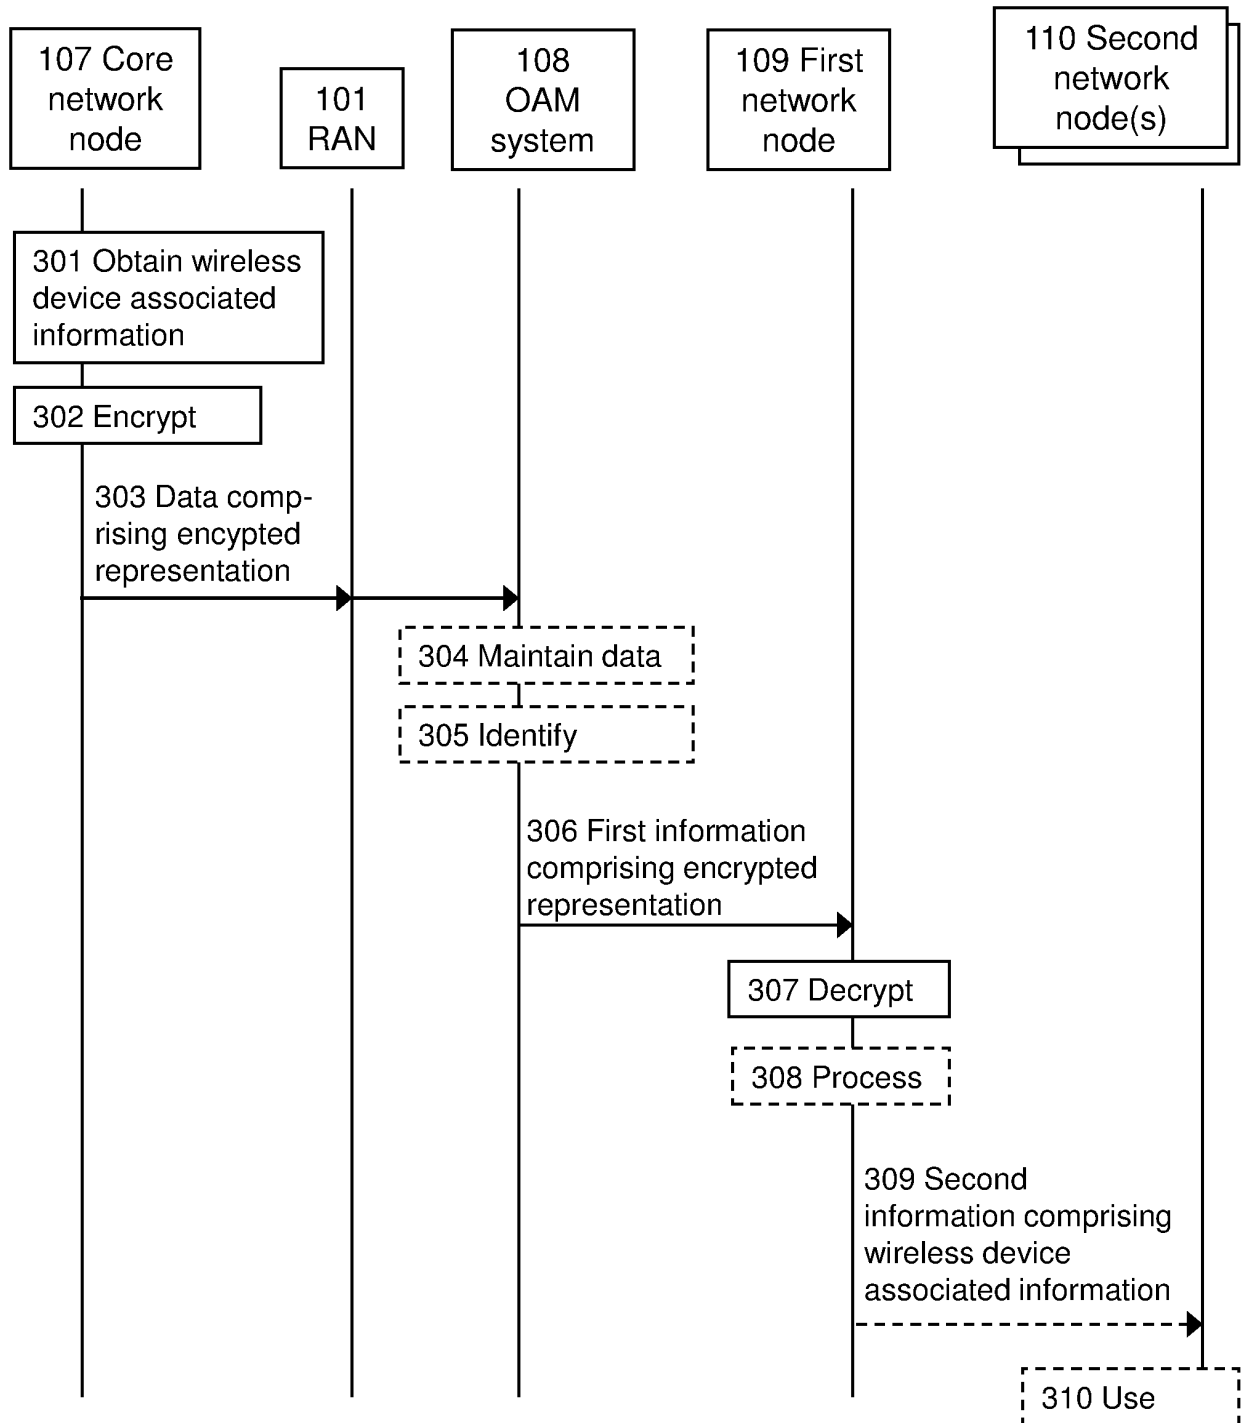 107 Core
network
node
101
RAN
108
OAM
system
109 First
network
node
110 Second
network
node(s)
301 Obtain wireless
device associated
information
302 Encrypt
303 Data comp-
rising encypted
representation
304 Maintain data
305 Identify
306 First information
comprising encrypted
representation
307 Decrypt
308 Process
309 Second
information comprising
wireless device
associated information
310 Use